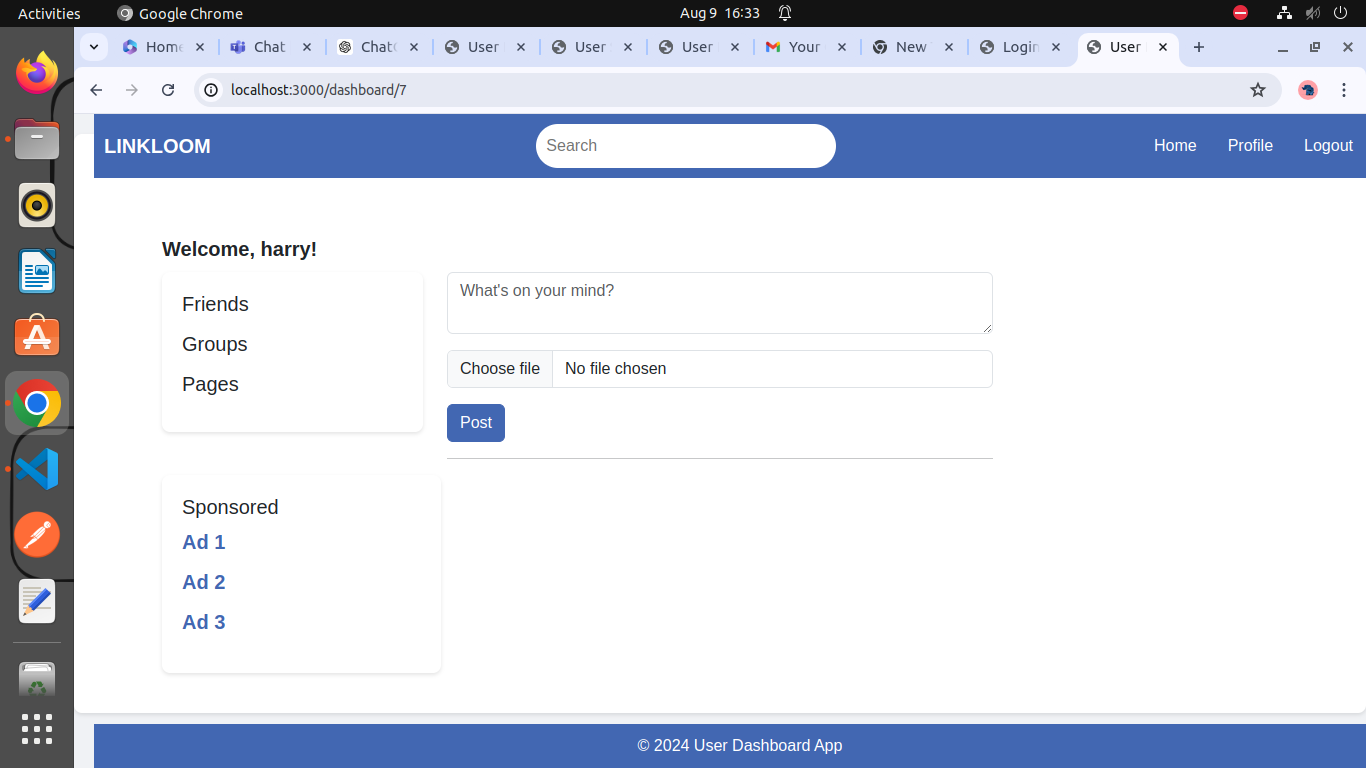 Activities Google Chrome Aug 9 16:33
Home Chat Chat User User User Your New Login User
localhost:3000/dashboard/7
LINKLOOM Search Home Profile Logout
Welcome, harry!
Friends
Groups
Pages
What's on your mind?
Choose file No file chosen
Post
Sponsored
Ad 1
Ad 2
Ad 3
© 2024 User Dashboard App